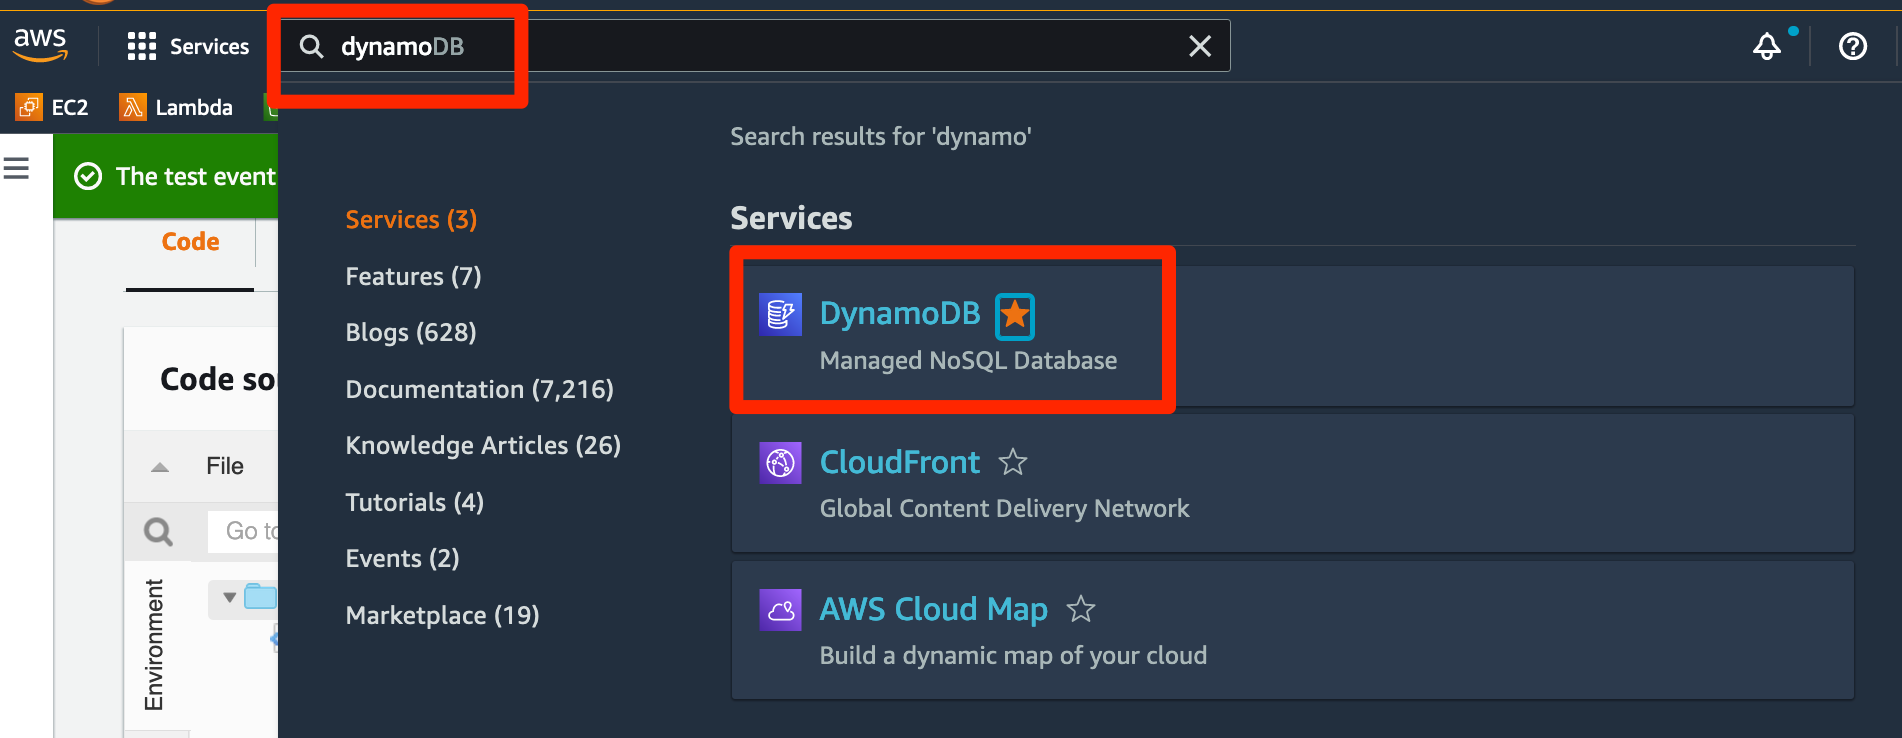 aws
Services
dynamoDB
EC2
Lambda
The test event
Code
Code so
File
Go to
Environment
Search results for 'dynamo'
Services (3)
Features (7)
Blogs (628)
Documentation (7,216)
Knowledge Articles (26)
Tutorials (4)
Events (2)
Marketplace (19)
Services
DynamoDB
Managed NoSQL Database
CloudFront
Global Content Delivery Network
AWS Cloud Map
Build a dynamic map of your cloud